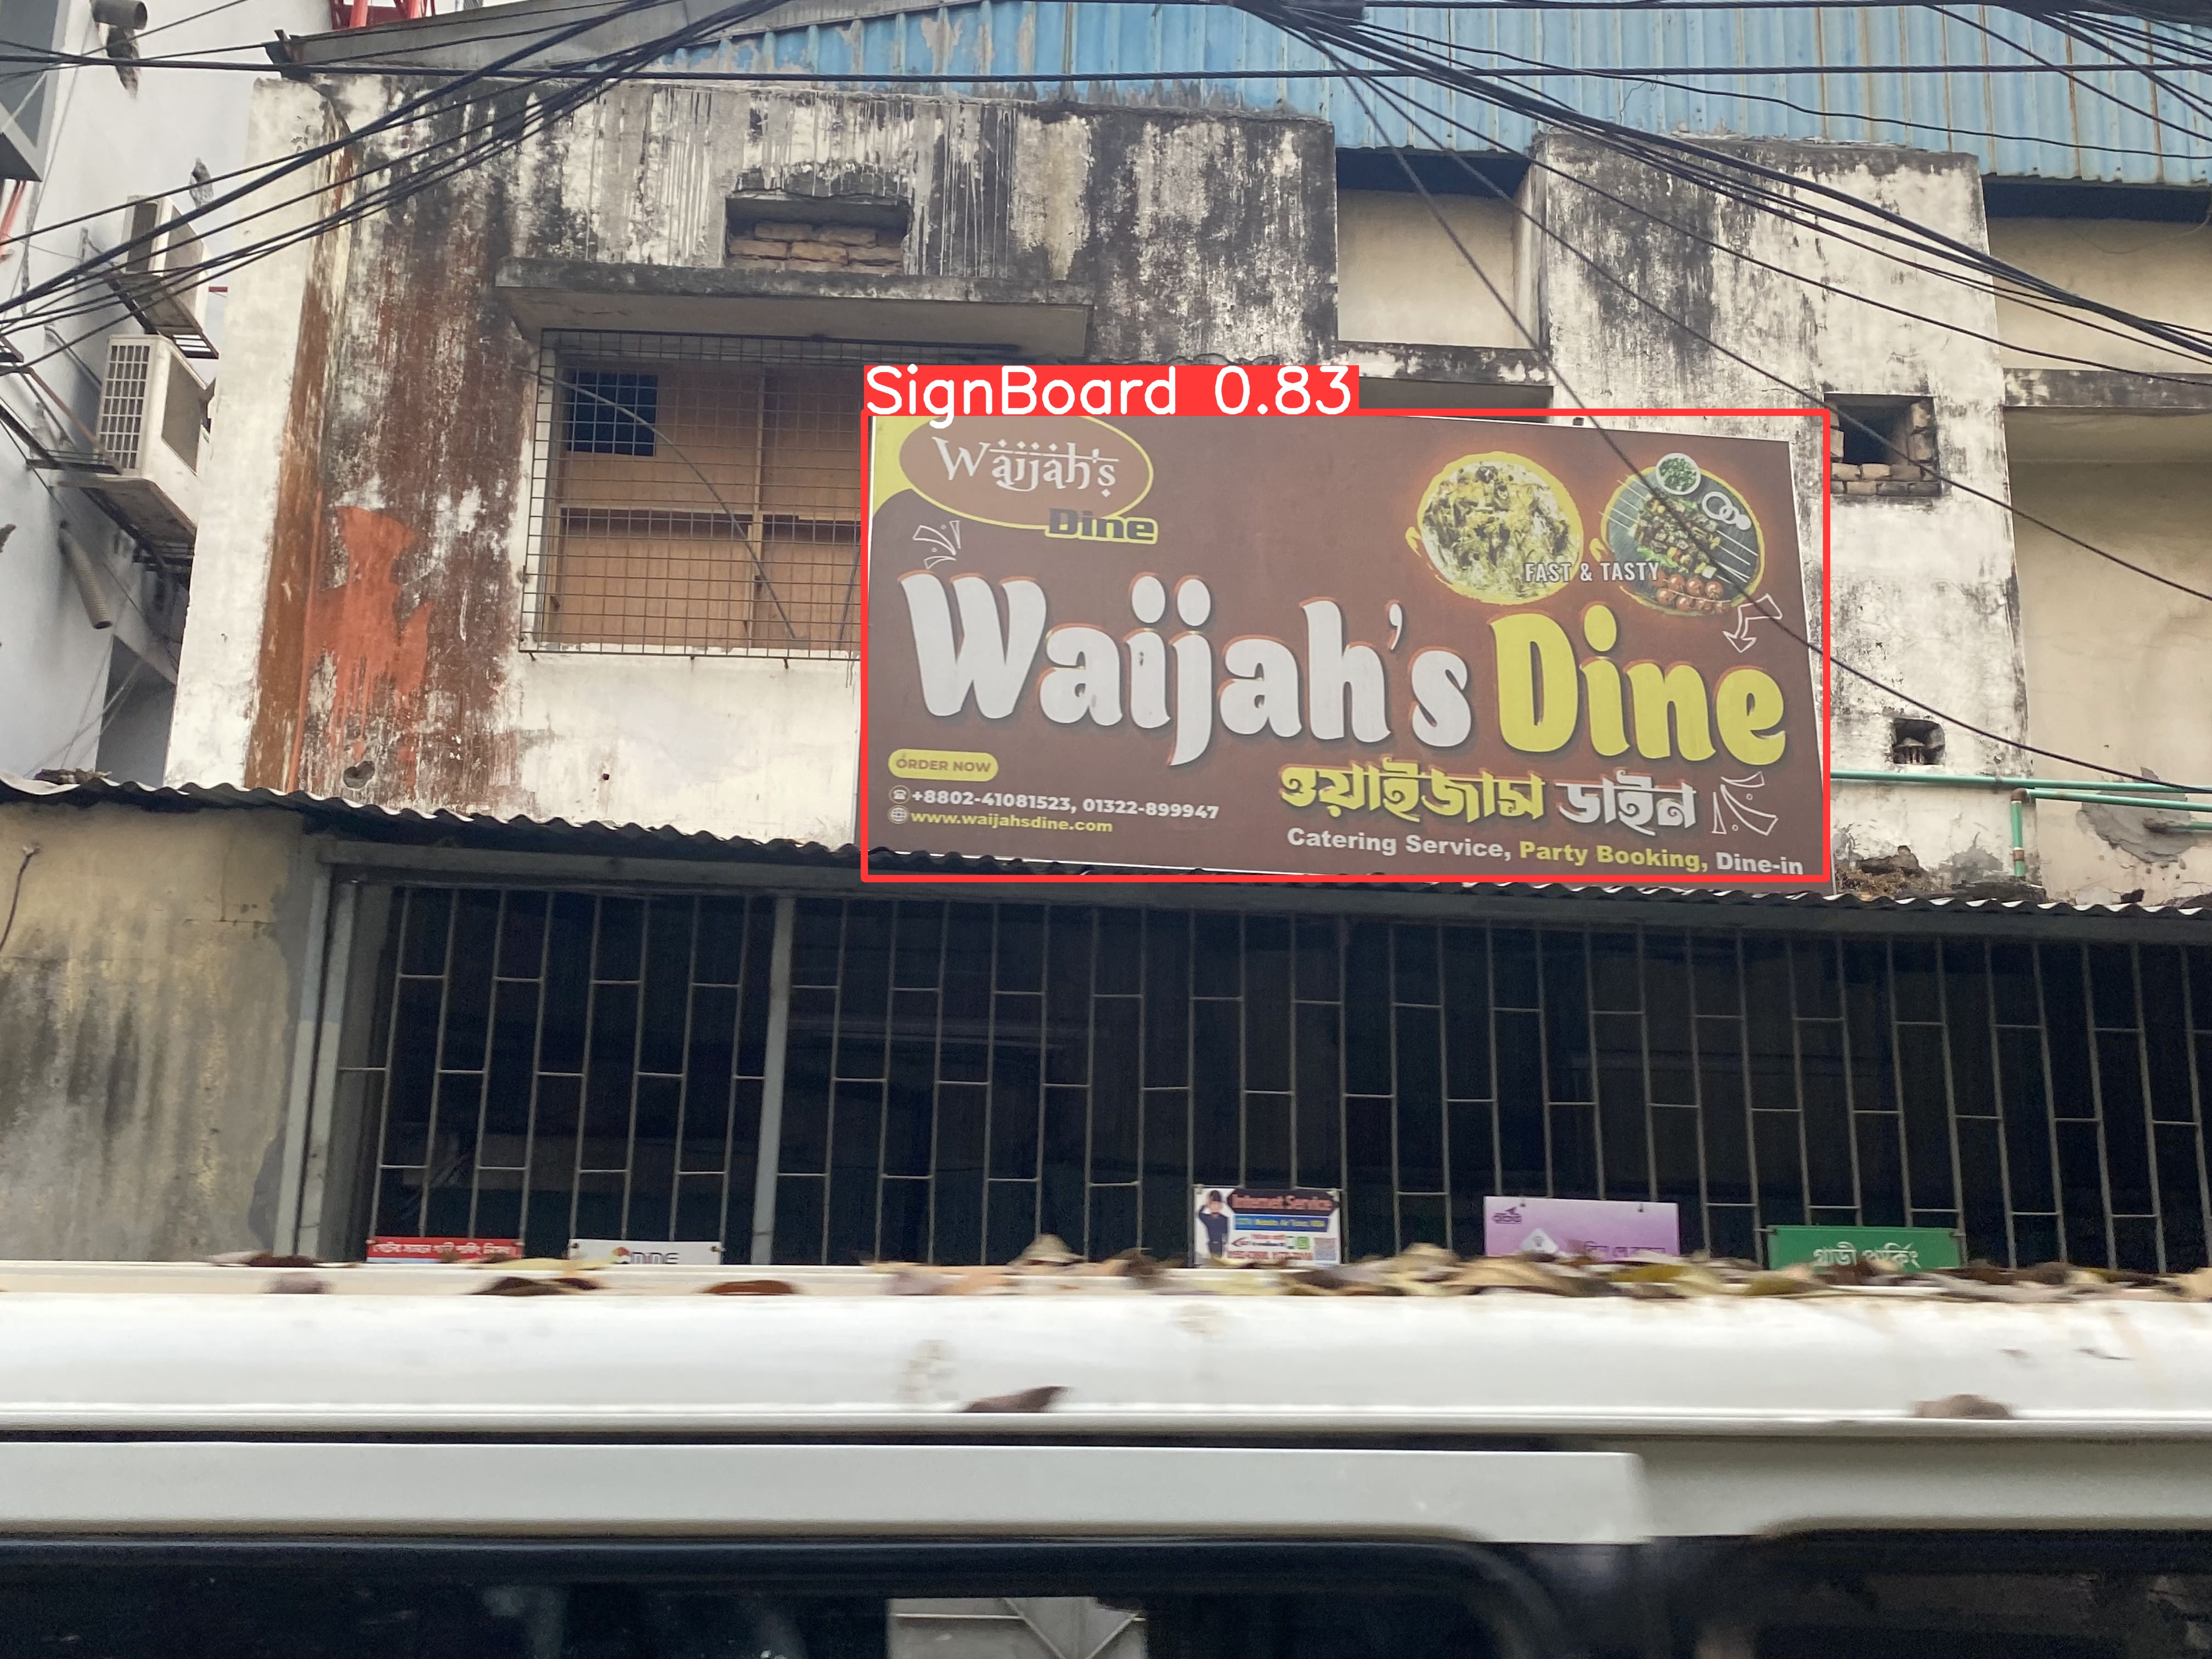 SignBoard 0.83
Waijah's
Dine
FAST & TASTY
Waijah's Dine
ORDER NOW
ওয়াইজাস ডাইন
+8802-41081523, 01322-899947
www.waijahsdine.com
Catering Service, Party Booking, Dine-in
Internet Service
গাড়ী পার্কিং